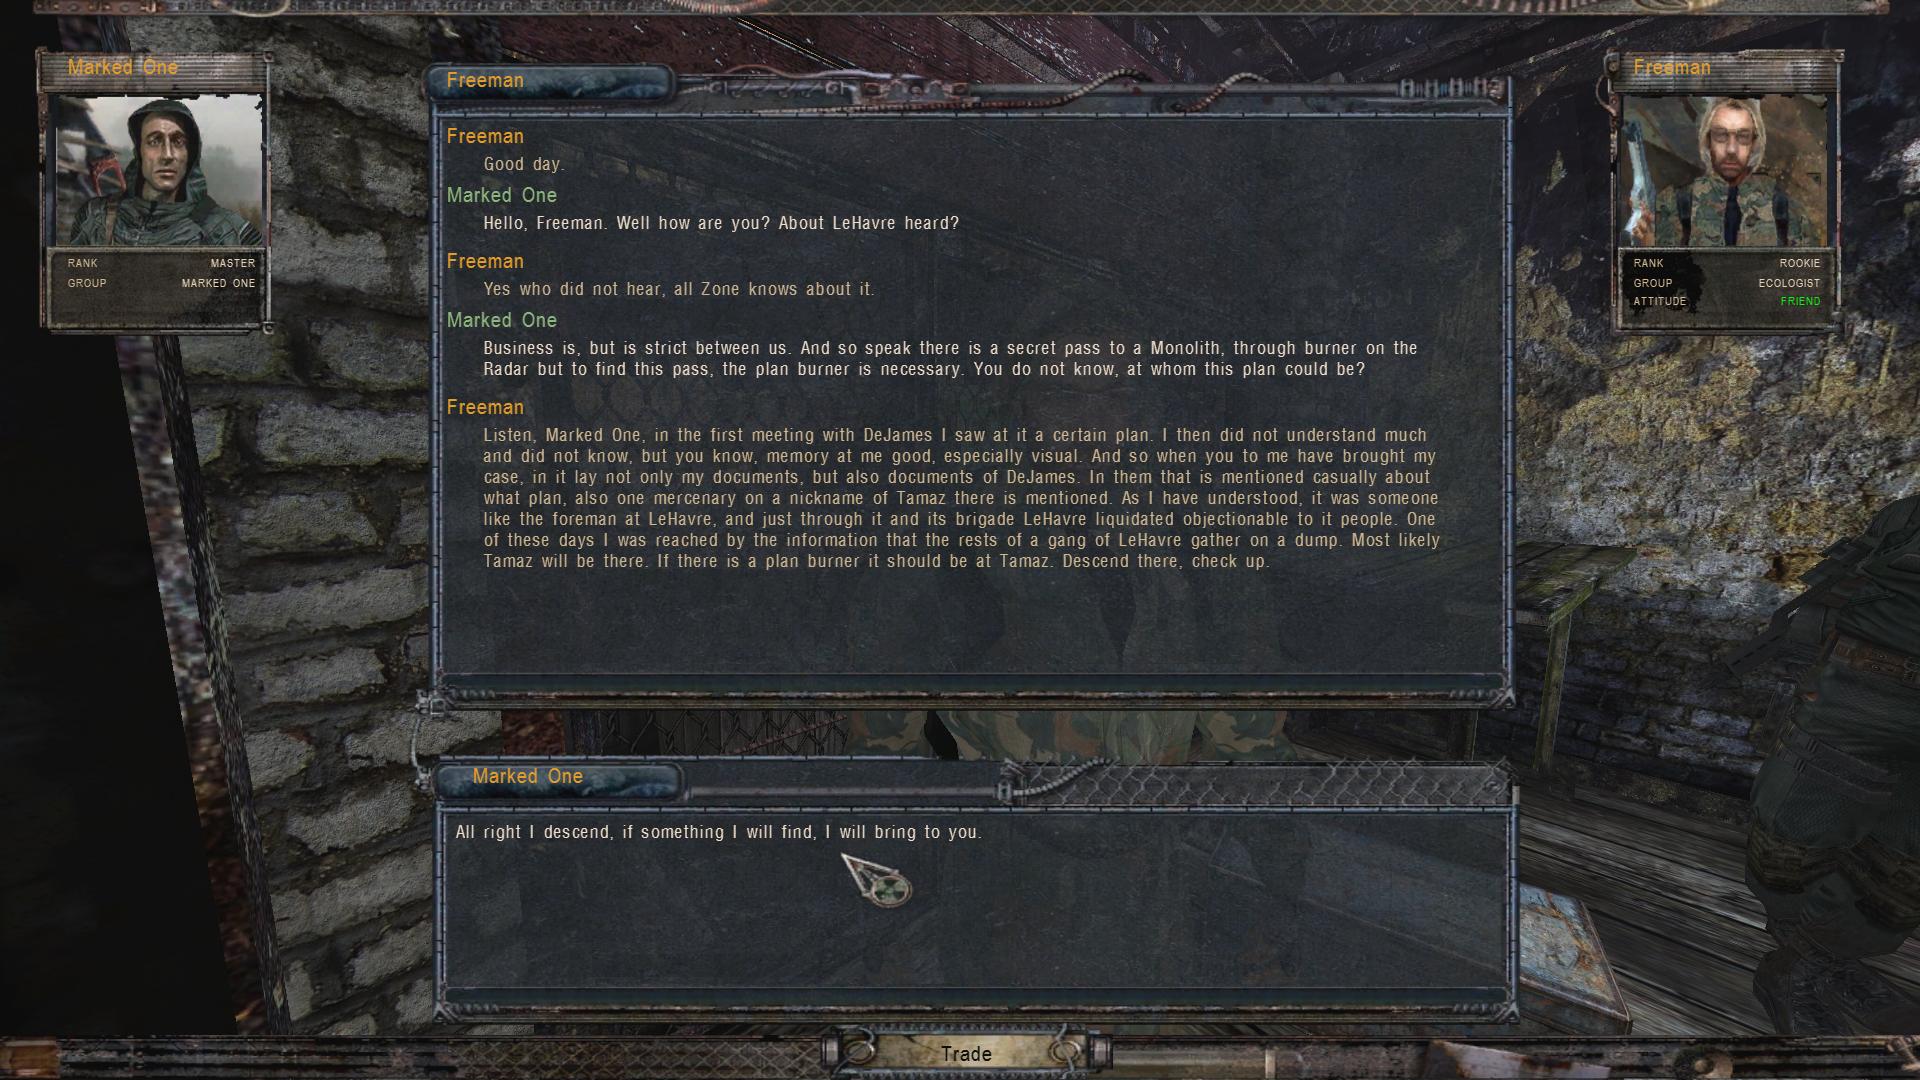 Marked One
Freeman
Freeman
RANK MASTER
GROUP MARKED ONE
RANK ROOKIE
GROUP ECOLOGIST
ATTITUDE FRIEND
Freeman
Good day.
Marked One
Hello, Freeman. Well how are you? About LeHavre heard?
Freeman
Yes who did not hear, all Zone knows about it.
Marked One
Business is, but is strict between us. And so speak there is a secret pass to a Monolith, through burner on the
Radar but to find this pass, the plan burner is necessary. You do not know, at whom this plan could be?
Freeman
Listen, Marked One, in the first meeting with DeJames I saw at it a certain plan. I then did not understand much
and did not know, but you know, memory at me good, especially visual. And so when you to me have brought my
case, in it lay not only my documents, but also documents of DeJames. In them that is mentioned casually about
what plan, also one mercenary on a nickname of Tamaz there is mentioned. As I have understood, it was someone
like the foreman at LeHavre, and just through it and its brigade LeHavre liquidated objectionable to it people. One
of these days I was reached by the information that the rests of a gang of LeHavre gather on a dump. Most likely
Tamaz will be there. If there is a plan burner it should be at Tamaz. Descend there, check up.
Marked One
All right I descend, if something I will find, I will bring to you.
Trade